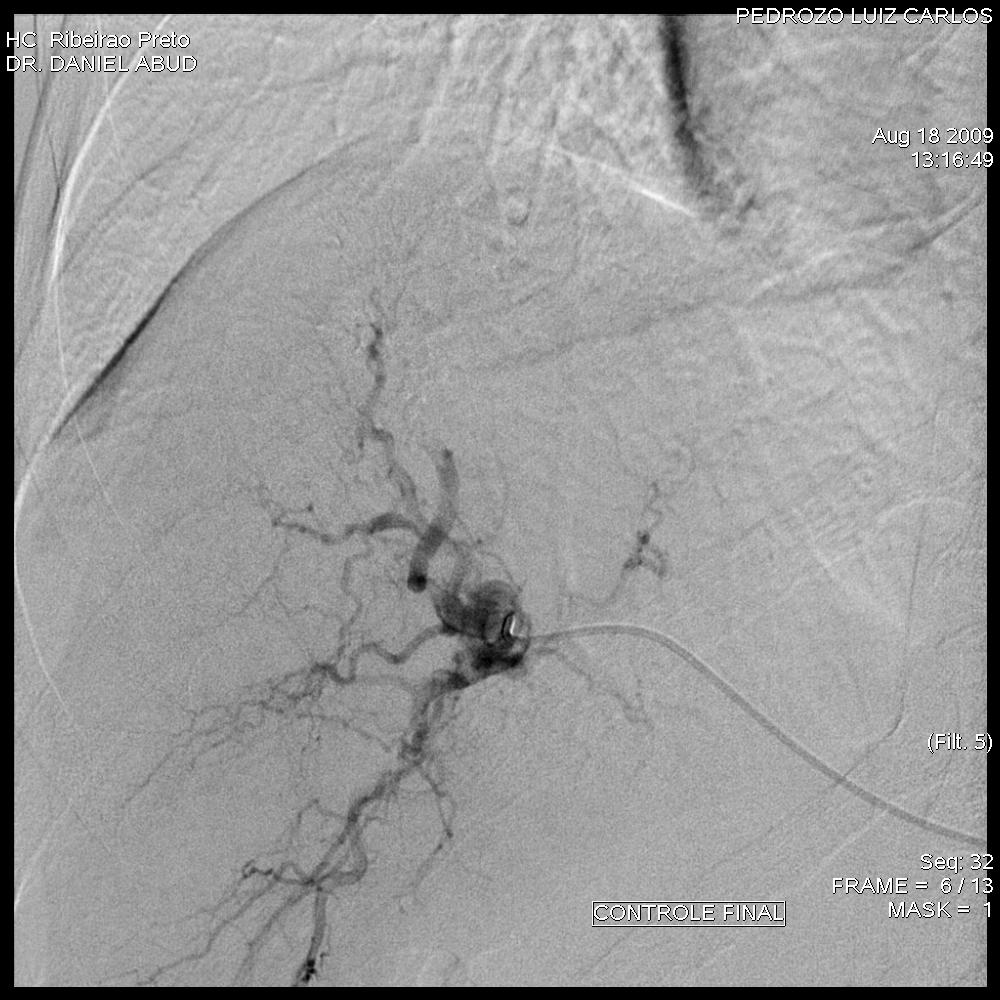 PEDROZO LUIZ CARLOS
HC Ribeirao Preto
DR. DANIEL ABUD
Aug 18 2009
13:16:49
(Filt. 5)
Seq: 32
FRAME = 6 / 13
MASK = 1
CONTROLE FINAL